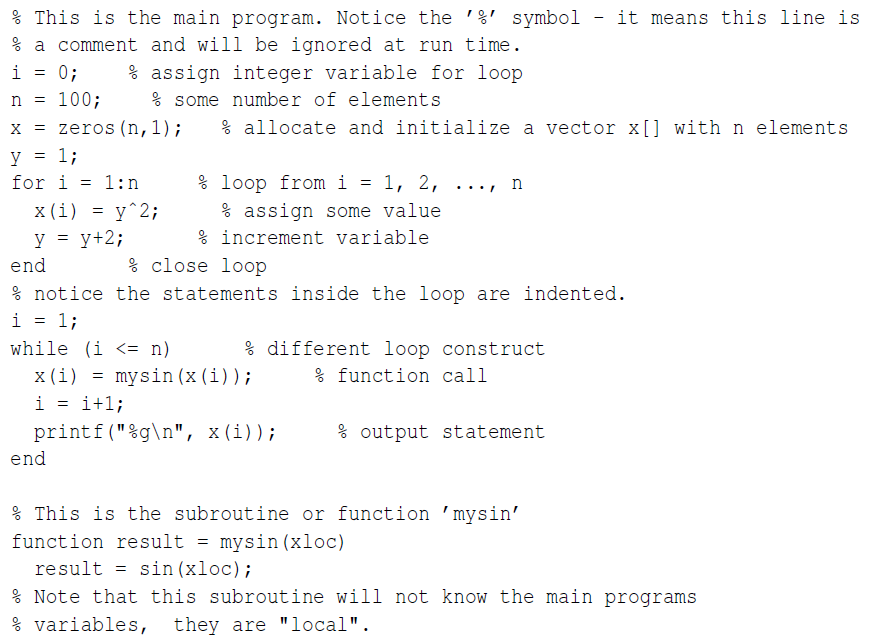 % This is the main program. Notice the ’%’ symbol - it means this line is
% a comment and will be ignored at run time.
i = 0;    % assign integer variable for loop
n = 100;    % some number of elements
x = zeros(n,1);   % allocate and initialize a vector x[] with n elements
y = 1;
for i = 1:n     % loop from i = 1, 2, ..., n
  x(i) = y^2;     % assign some value
  y = y+2;      % increment variable
end       % close loop
% notice the statements inside the loop are indented.
i = 1;
while (i <= n)      % different loop construct
  x(i) = mysin(x(i));     % function call
  i = i+1;
  printf("%g\n", x(i));     % output statement
end

% This is the subroutine or function ’mysin’
function result = mysin(xloc)
  result = sin(xloc);
% Note that this subroutine will not know the main programs
% variables,  they are "local".